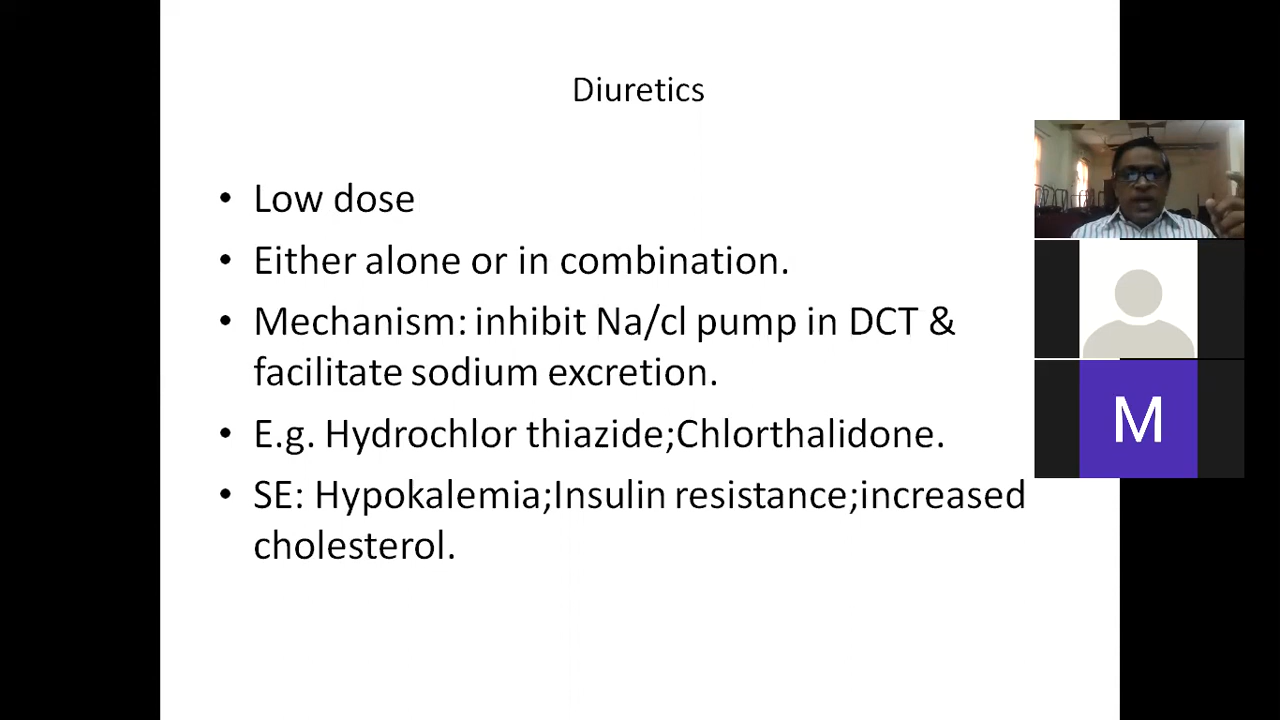 Diuretics
• Low dose
• Either alone or in combination.
• Mechanism: inhibit Na/cl pump in DCT &
facilitate sodium excretion.
• E.g. Hydrochlor thiazide;Chlorthalidone.
• SE: Hypokalemia;Insulin resistance;increased
cholesterol.
M